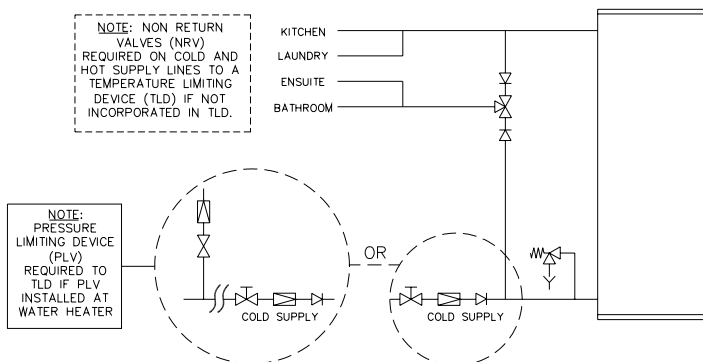 NOTE: NON RETURN
VALVES (NRV)
REQUIRED ON COLD AND
HOT SUPPLY LINES TO A
TEMPERATURE LIMITING
DEVICE (TLD) IF NOT
INCORPORATED IN TLD.
KITCHEN
LAUNDRY
ENSUITE
BATHROOM
NOTE:
PRESSURE
LIMITING DEVICE
(PLV)
REQUIRED TO
TLD IF PLV
INSTALLED AT
WATER HEATER
OR
COLD SUPPLY
COLD SUPPLY